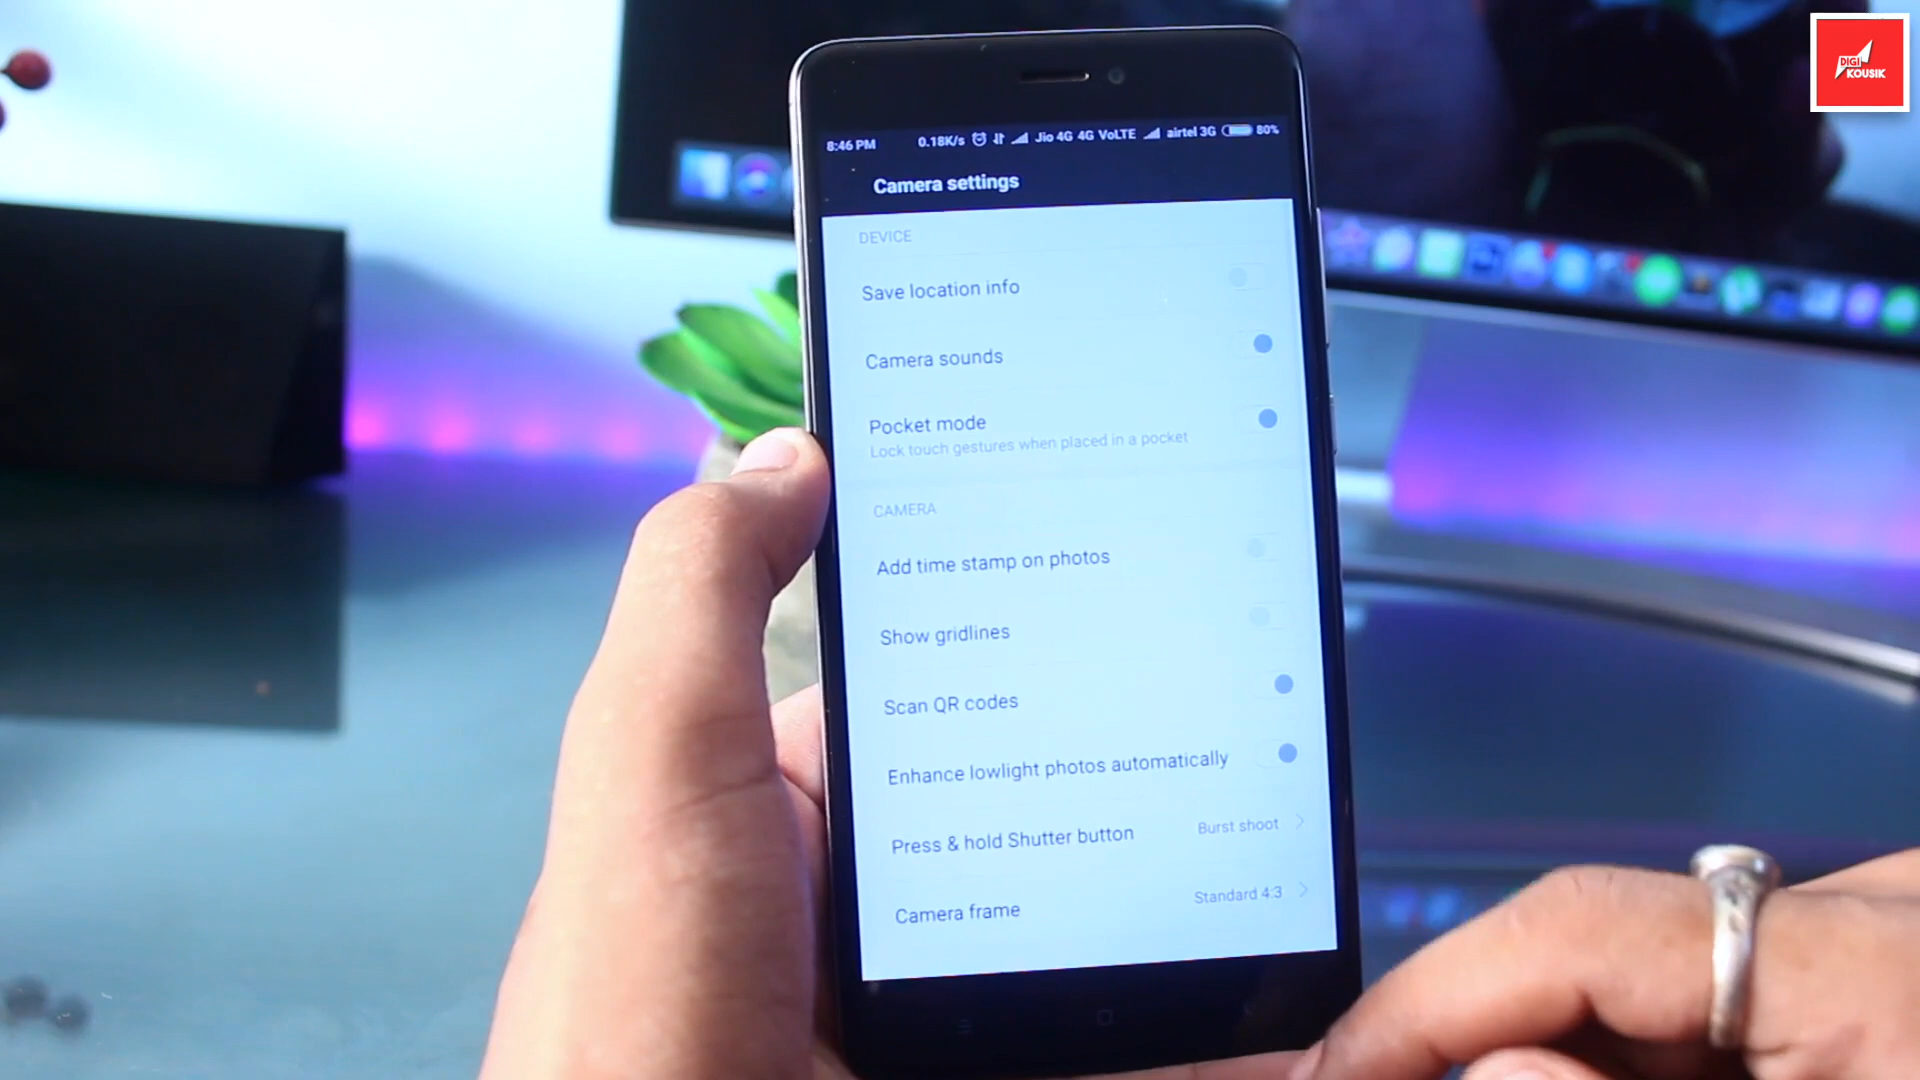 DIGI
KOUSIK
8:46 PM 0.18K/s Jio 4G 4G VoLTE airtel 3G 80%
Camera settings
DEVICE
Save location info
Camera sounds
Pocket mode
Lock touch gestures when placed in a pocket
CAMERA
Add time stamp on photos
Show gridlines
Scan QR codes
Enhance lowlight photos automatically
Press & hold Shutter button Burst shoot
Camera frame Standard 4:3